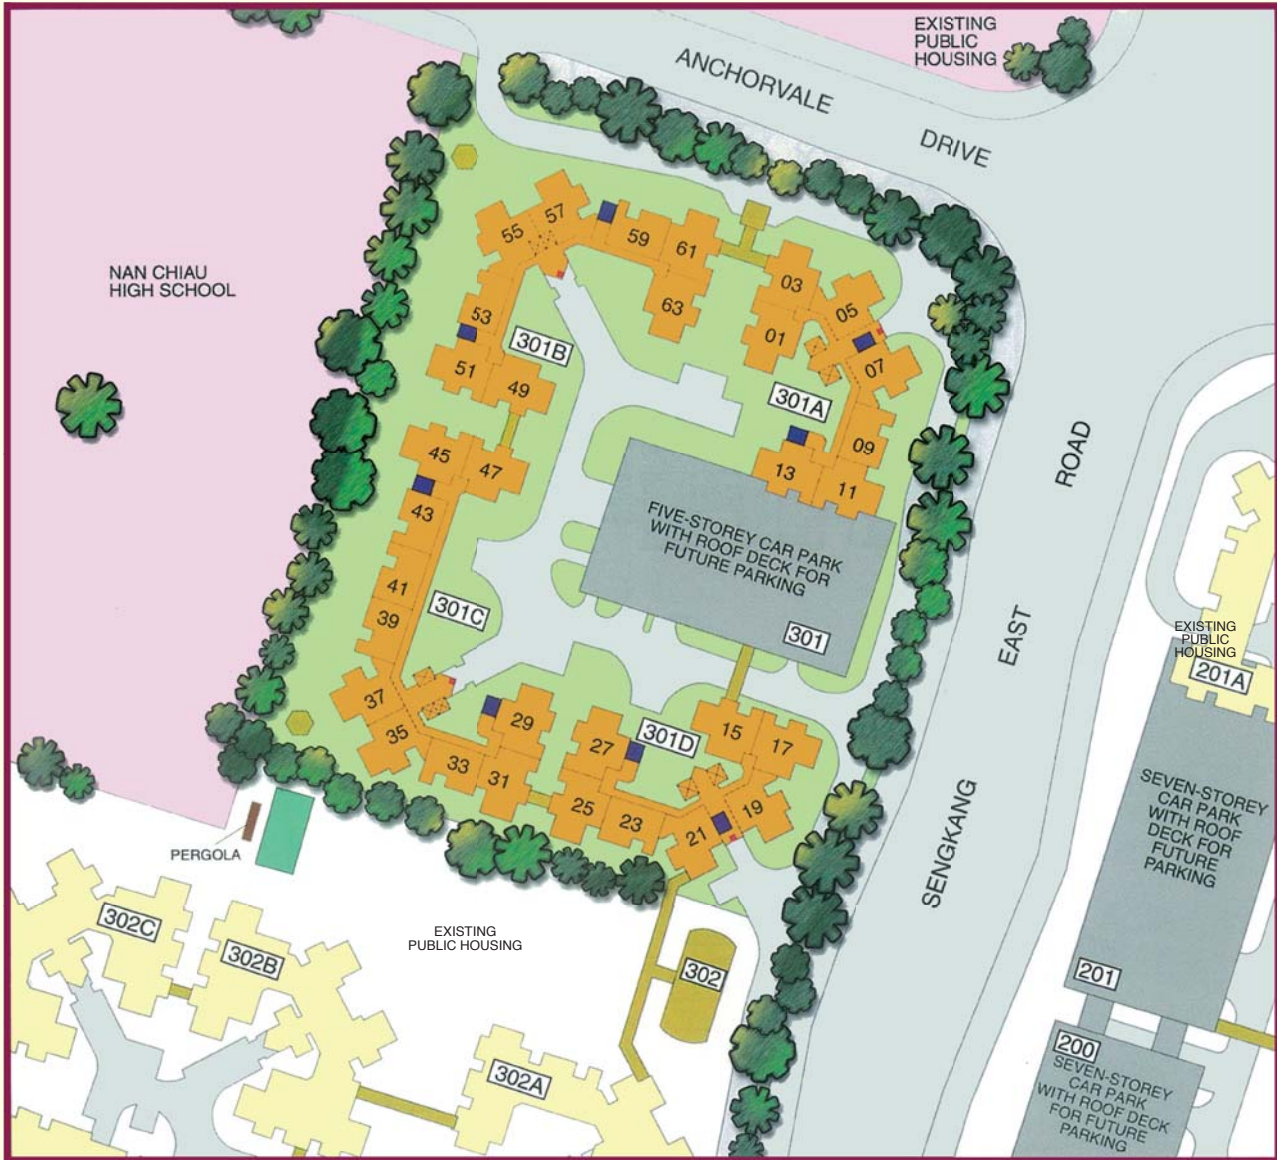 EXISTING
PUBLIC
HOUSING
ANCHORVALE
DRIVE
NAN CHIAU
HIGH SCHOOL
57
55
59
61
63
53
301B
51
49
03
05
01
07
301A
09
13
11
45
47
43
41
39
301C
FIVE-STOREY CAR PARK
WITH ROOF DECK FOR
FUTURE PARKING
301
ROAD
EAST
SENGKANG
EXISTING
PUBLIC
HOUSING
201A
37
35
33
29
31
27
301D
15
17
25
23
21
19
SEVEN-STOREY
CAR PARK
WITH ROOF
DECK FOR
FUTURE
PARKING
201
PERGOLA
302C
302B
EXISTING
PUBLIC HOUSING
302
302A
200
SEVEN-STOREY
CAR PARK
WITH ROOF DECK
FOR FUTURE
PARKING